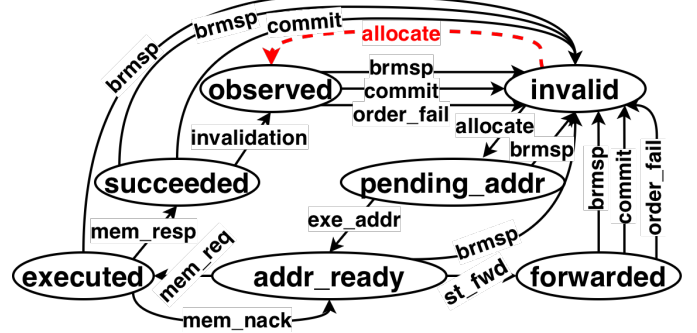 brmsp
brmsp
commit
allocate
observed
brmsp
commit
order_fail
invalid
invalidation
allocate
brmsp
succeeded
pending_addr
brmsp
commit
order_fail
mem_resp
exe_addr
mem_req
brmsp
executed
addr_ready
st_fwd
forwarded
mem_nack